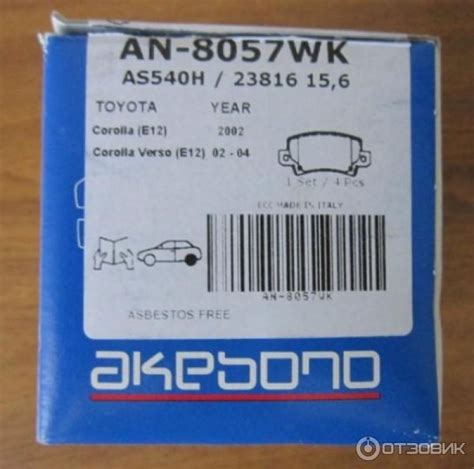 AN-8057WK
AS540H / 23816 15,6
TOYOTA YEAR
Corolla (E12) 2002
Corolla Verso (E12) 02 - 04
1 Set / 4 Pcs
ECC MADE IN ITALY
AN-8057WK
ASBESTOS FREE
akebono
ОТЗОВИК